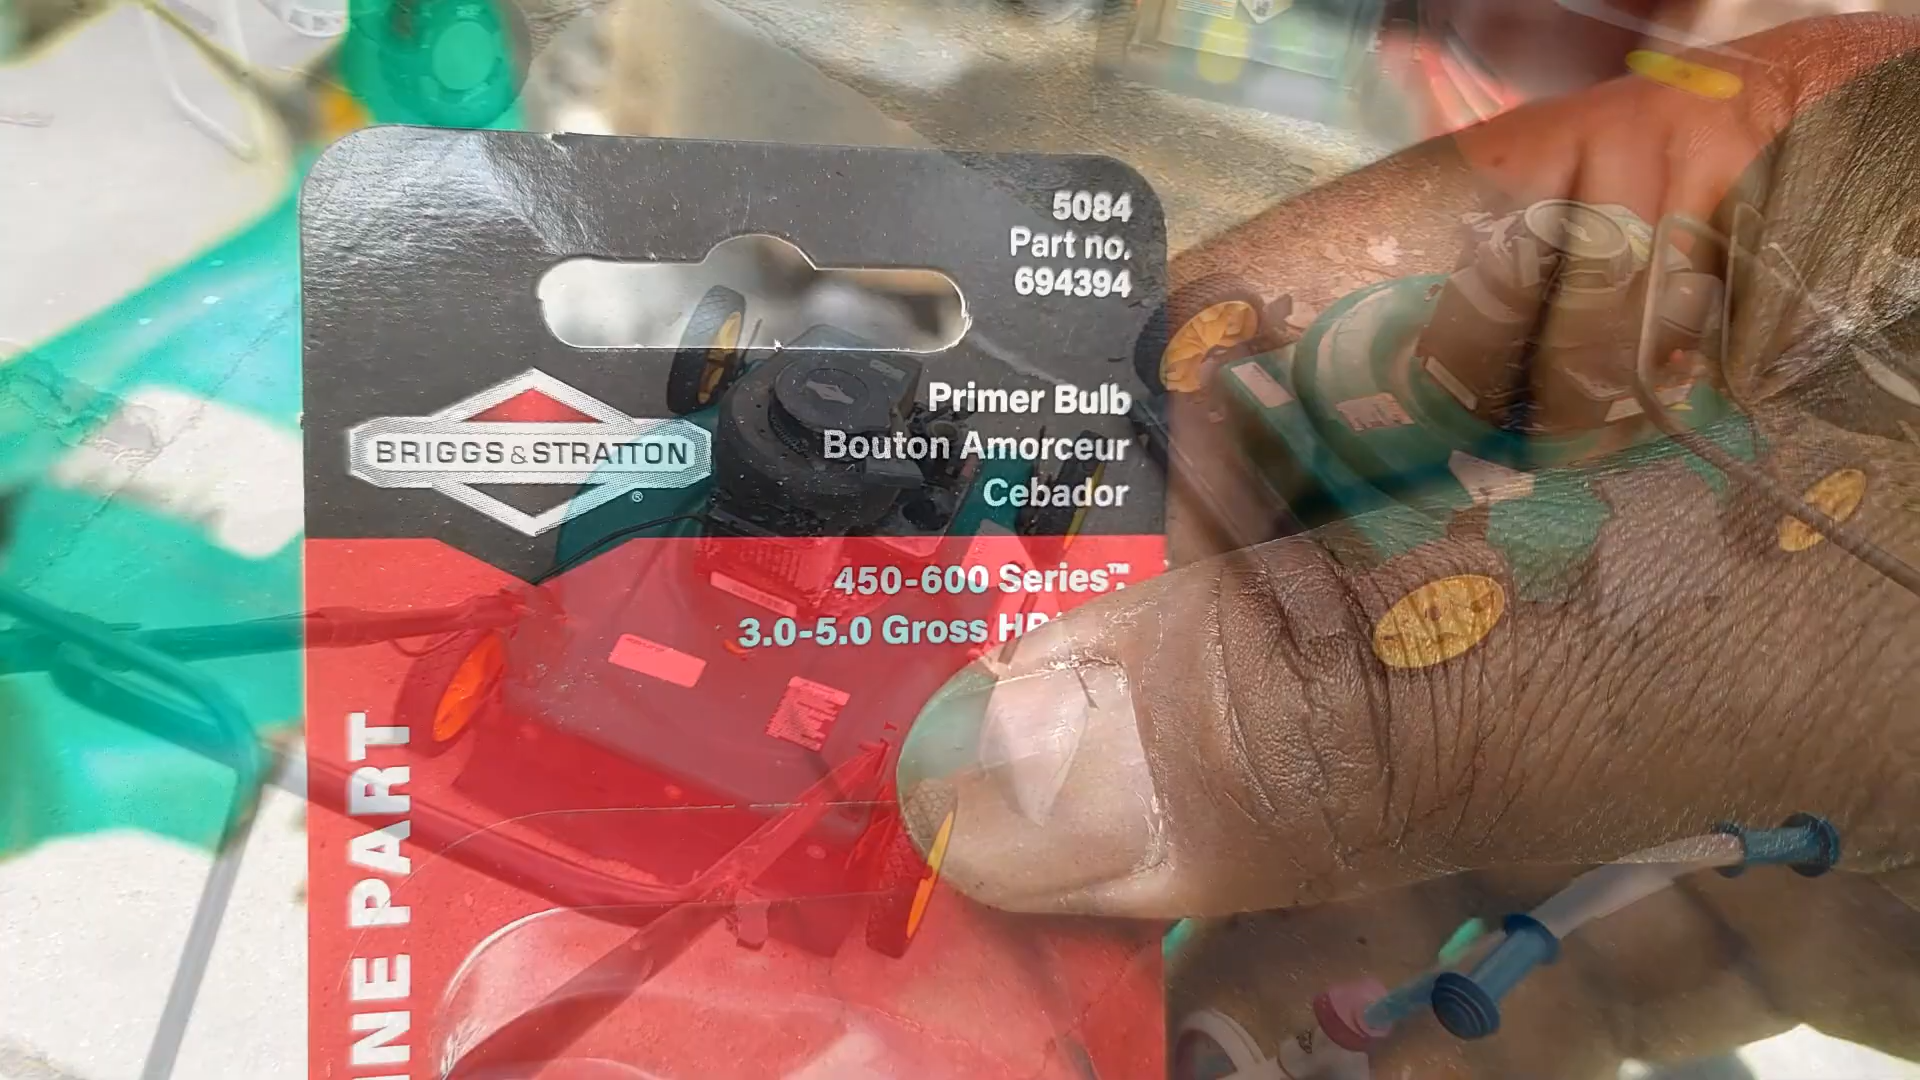 5084
Part no.
694394
BRIGGS & STRATTON
®
Primer Bulb
Bouton Amorceur
Cebador
450-600 Series™
3.0-5.0 Gross
PART